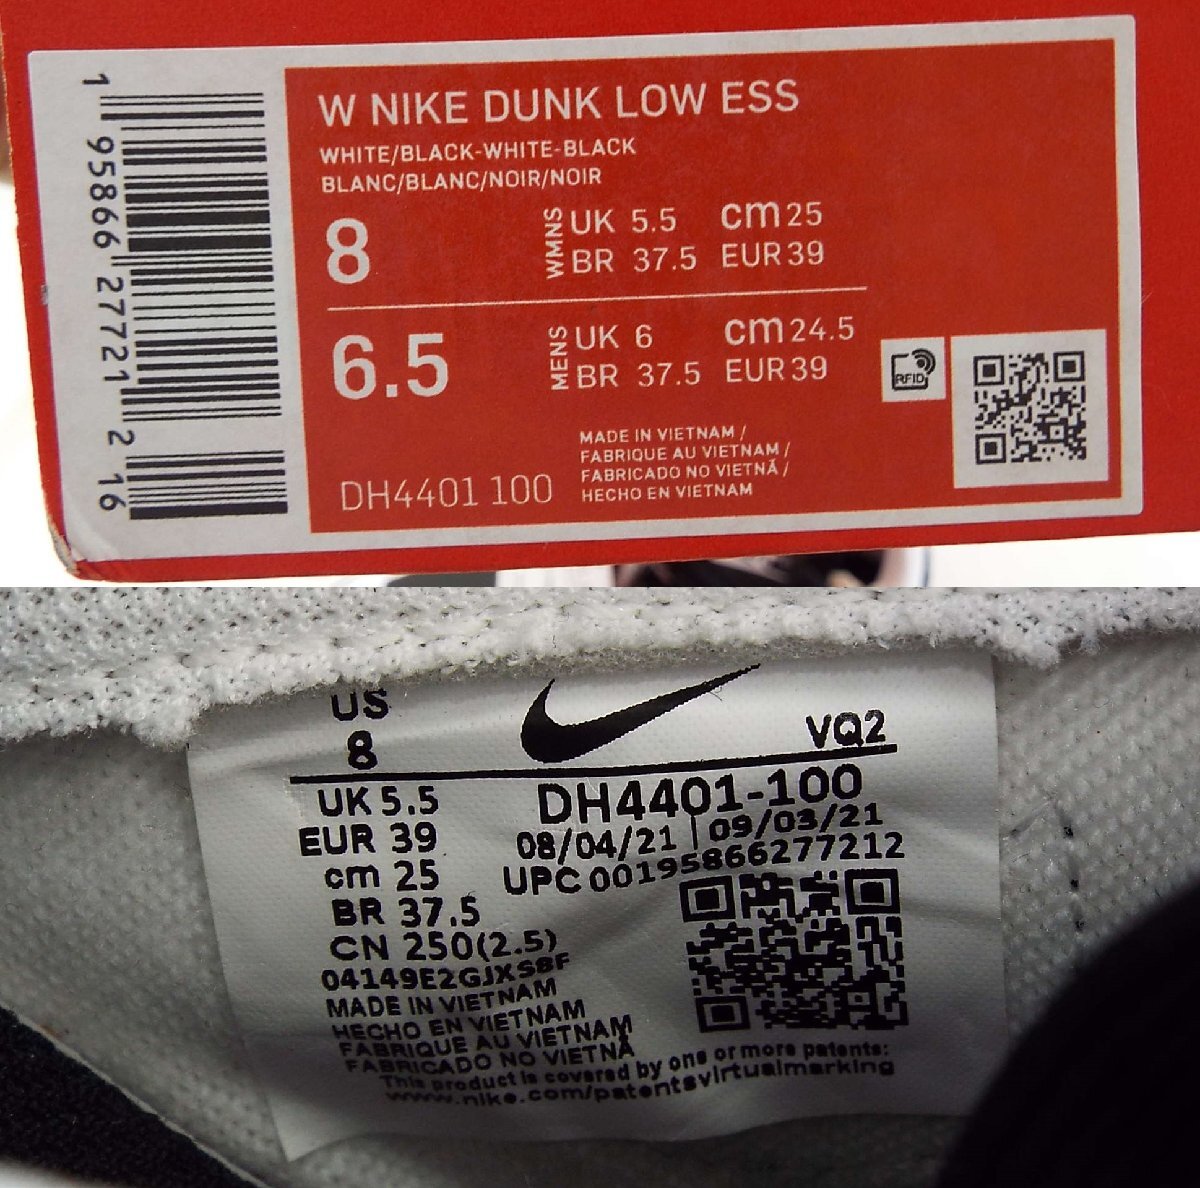 1 95866 27721 2 16
W NIKE DUNK LOW ESS
WHITE/BLACK-WHITE-BLACK
BLANC/BLANC/NOIR/NOIR
8 WMNS UK 5.5 cm 25
BR 37.5 EUR 39
6.5 MENS UK 6 cm 24.5
BR 37.5 EUR 39
RFID
DH4401 100
MADE IN VIETNAM /
FABRIQUE AU VIETNAM /
FABRICADO NO VIETNÃ /
HECHO EN VIETNAM
US
8
VQ2
UK 5.5
EUR 39
cm 25
BR 37.5
CN 250(2.5)
04149E2GJXS8F
DH4401-100
08/04/21 | 09/03/21
UPC 00195866277212
MADE IN VIETNAM
HECHO EN VIETNAM
FABRIQUE AU VIETNAM
FABRICADO NO VIETNÃ
This product is covered by one or more patents:
www.nike.com/patentsvirtualmarking